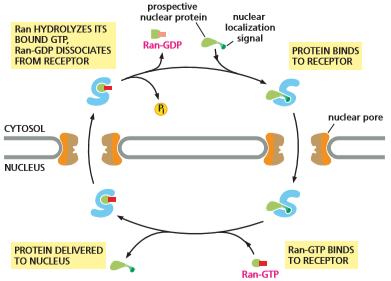 Ran HYDROLYZES ITS
BOUND GTP,
Ran-GDP DISSOCIATES
FROM RECEPTOR
prospective
nuclear protein
nuclear
localization
signal
Ran-GDP
Pi
PROTEIN BINDS
TO RECEPTOR
nuclear pore
CYTOSOL
NUCLEUS
PROTEIN DELIVERED
TO NUCLEUS
Ran-GTP
Ran-GTP BINDS
TO RECEPTOR